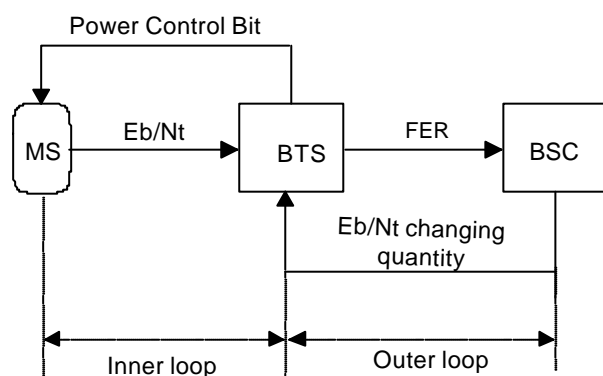 Power Control Bit
MS
Eb/Nt
BTS
FER
BSC
Eb/Nt changing
quantity
Inner loop
Outer loop